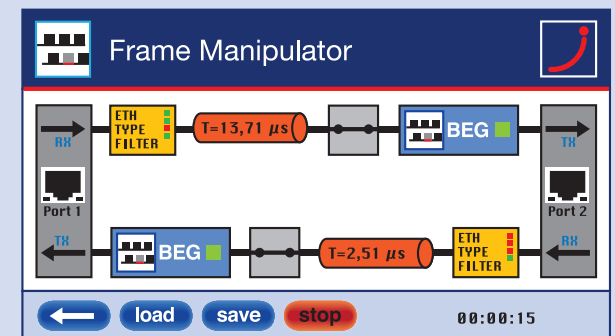 Frame Manipulator
RX
ETH
TYPE
FILTER
T=13,71 µs
BEG
TX
Port 1
Port 2
TX
BEG
T=2,51 µs
ETH
TYPE
FILTER
RX
load
save
stop
00:00:15